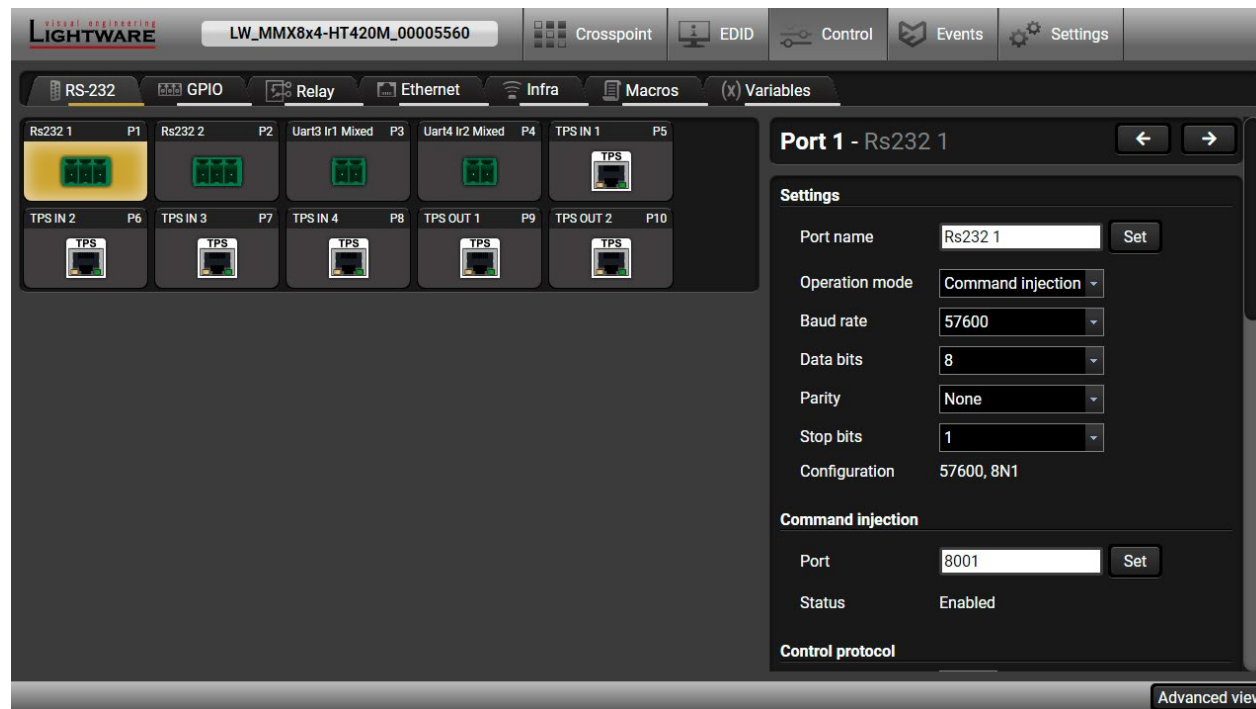 visual engineering
LIGHTWARE
LW_MMX8x4-HT420M_00005560
Crosspoint
EDID
Control
Events
Settings
RS-232
GPIO
Relay
Ethernet
Infra
Macros
(X) Variables
Rs232 1 P1
Rs232 2 P2
Uart3 Ir1 Mixed P3
Uart4 Ir2 Mixed P4
TPS IN 1 P5
TPS
TPS IN 2 P6
TPS IN 3 P7
TPS IN 4 P8
TPS OUT 1 P9
TPS OUT 2 P10
TPS
TPS
TPS
TPS
TPS
Port 1 - Rs232 1
Settings
Port name Rs232 1 Set
Operation mode Command injection
Baud rate 57600
Data bits 8
Parity None
Stop bits 1
Configuration 57600, 8N1
Command injection
Port 8001 Set
Status Enabled
Control protocol
Advanced view